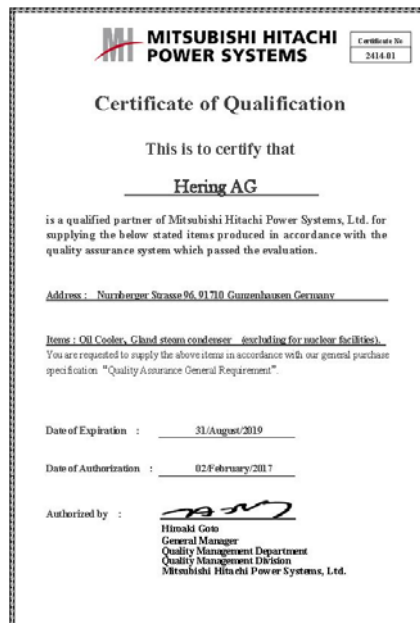 MITSUBISHI HITACHI
POWER SYSTEMS
Certificate No
2414-01
Certificate of Qualification
This is to certify that
Hering AG
is a qualified partner of Mitsubishi Hitachi Power Systems, Ltd. for
supplying the below stated items produced in accordance with the
quality assurance system which passed the evaluation.
Address : Nurnberger Strasse 96, 91710 Gunzenhausen Germany
Items : Oil Cooler, Gland steam condenser (excluding for nuclear facilities).
You are requested to supply the above items in accordance with our general purchase
specification “Quality Assurance General Requirement”.
Date of Expiration : 31/August/2019
Date of Authorization : 02/February/2017
Authorized by :
Hiroaki Goto
General Manager
Quality Management Department
Quality Management Division
Mitsubishi Hitachi Power Systems, Ltd.